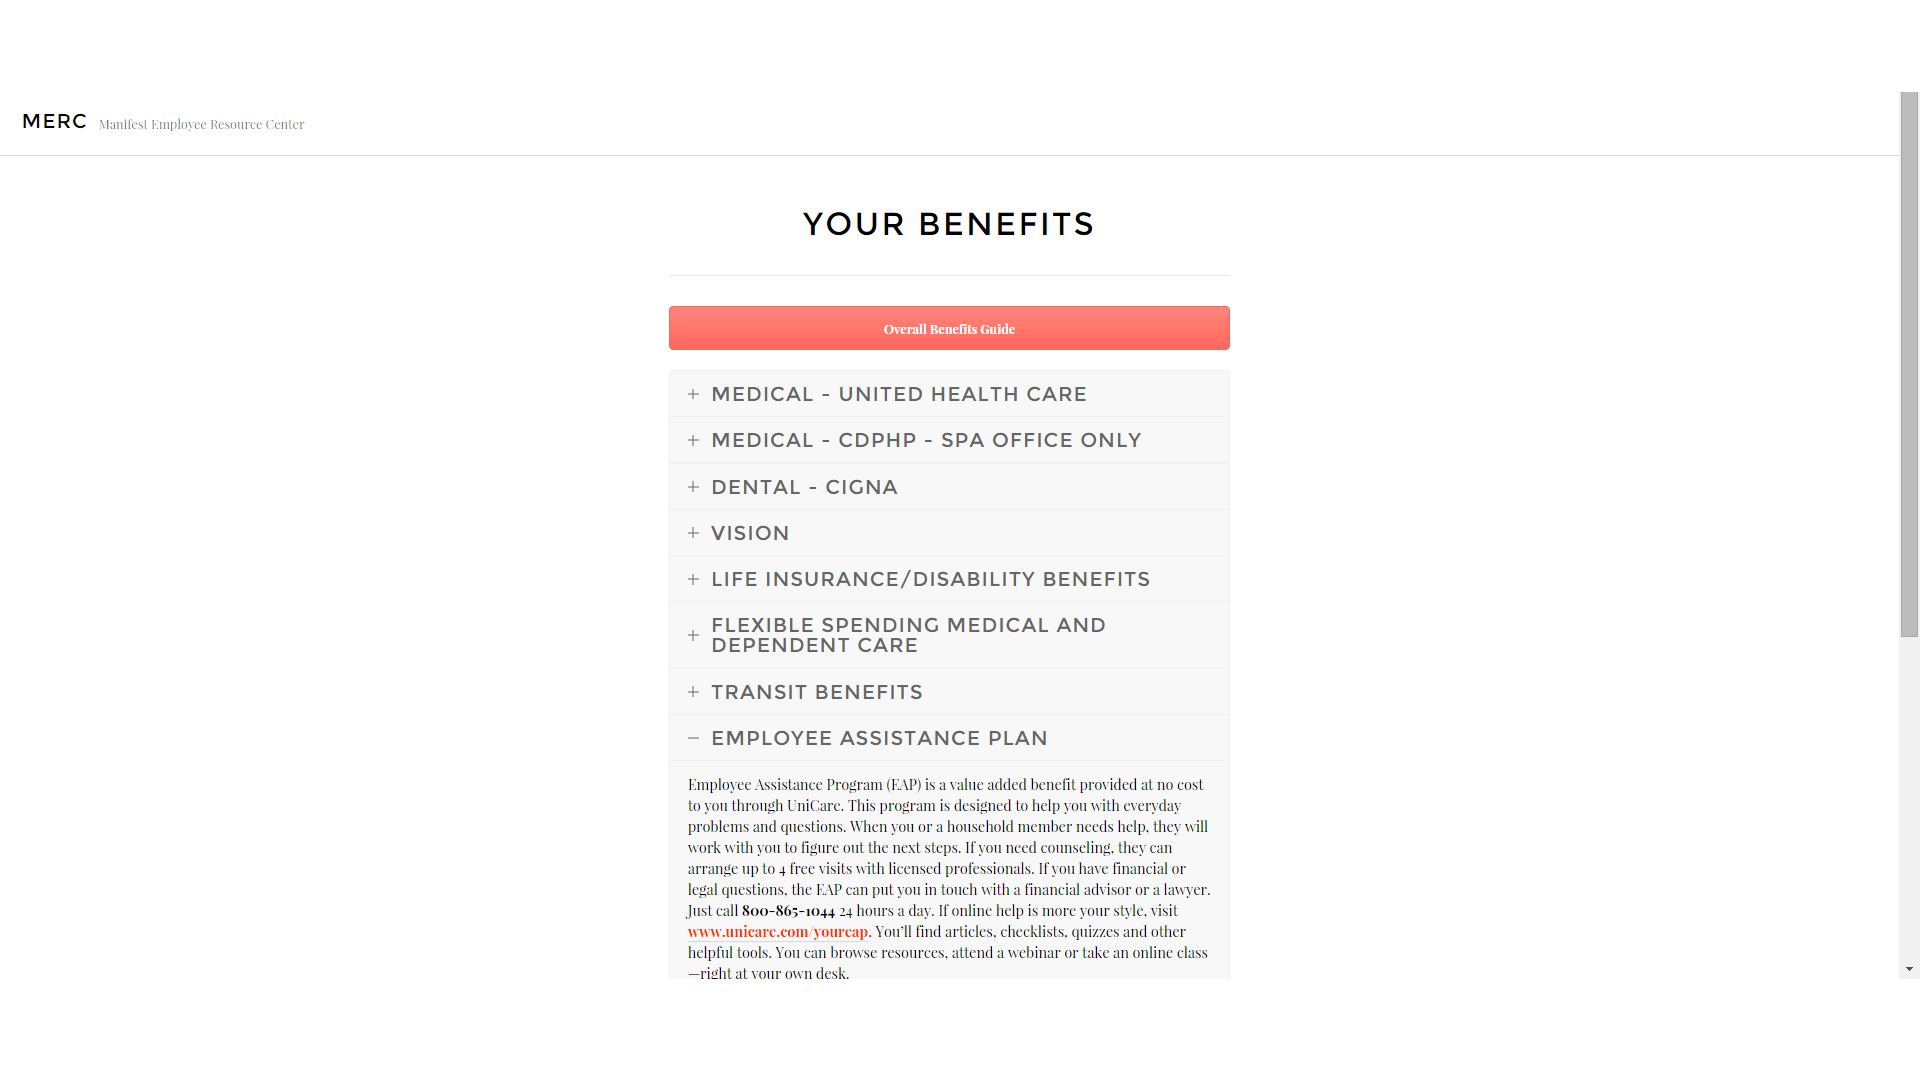 MERC Manifest Employee Resource Center
YOUR BENEFITS
Overall Benefits Guide
+ MEDICAL - UNITED HEALTH CARE
+ MEDICAL - CDPHP - SPA OFFICE ONLY
+ DENTAL - CIGNA
+ VISION
+ LIFE INSURANCE/DISABILITY BENEFITS
+ FLEXIBLE SPENDING MEDICAL AND
DEPENDENT CARE
+ TRANSIT BENEFITS
− EMPLOYEE ASSISTANCE PLAN
Employee Assistance Program (EAP) is a value added benefit provided at no cost
to you through UniCare. This program is designed to help you with everyday
problems and questions. When you or a household member needs help, they will
work with you to figure out the next steps. If you need counseling, they can
arrange up to 4 free visits with licensed professionals. If you have financial or
legal questions, the EAP can put you in touch with a financial advisor or a lawyer.
Just call 800-865-1044 24 hours a day. If online help is more your style, visit
www.unicare.com/youreap. You’ll find articles, checklists, quizzes and other
helpful tools. You can browse resources, attend a webinar or take an online class
—right at your own desk.